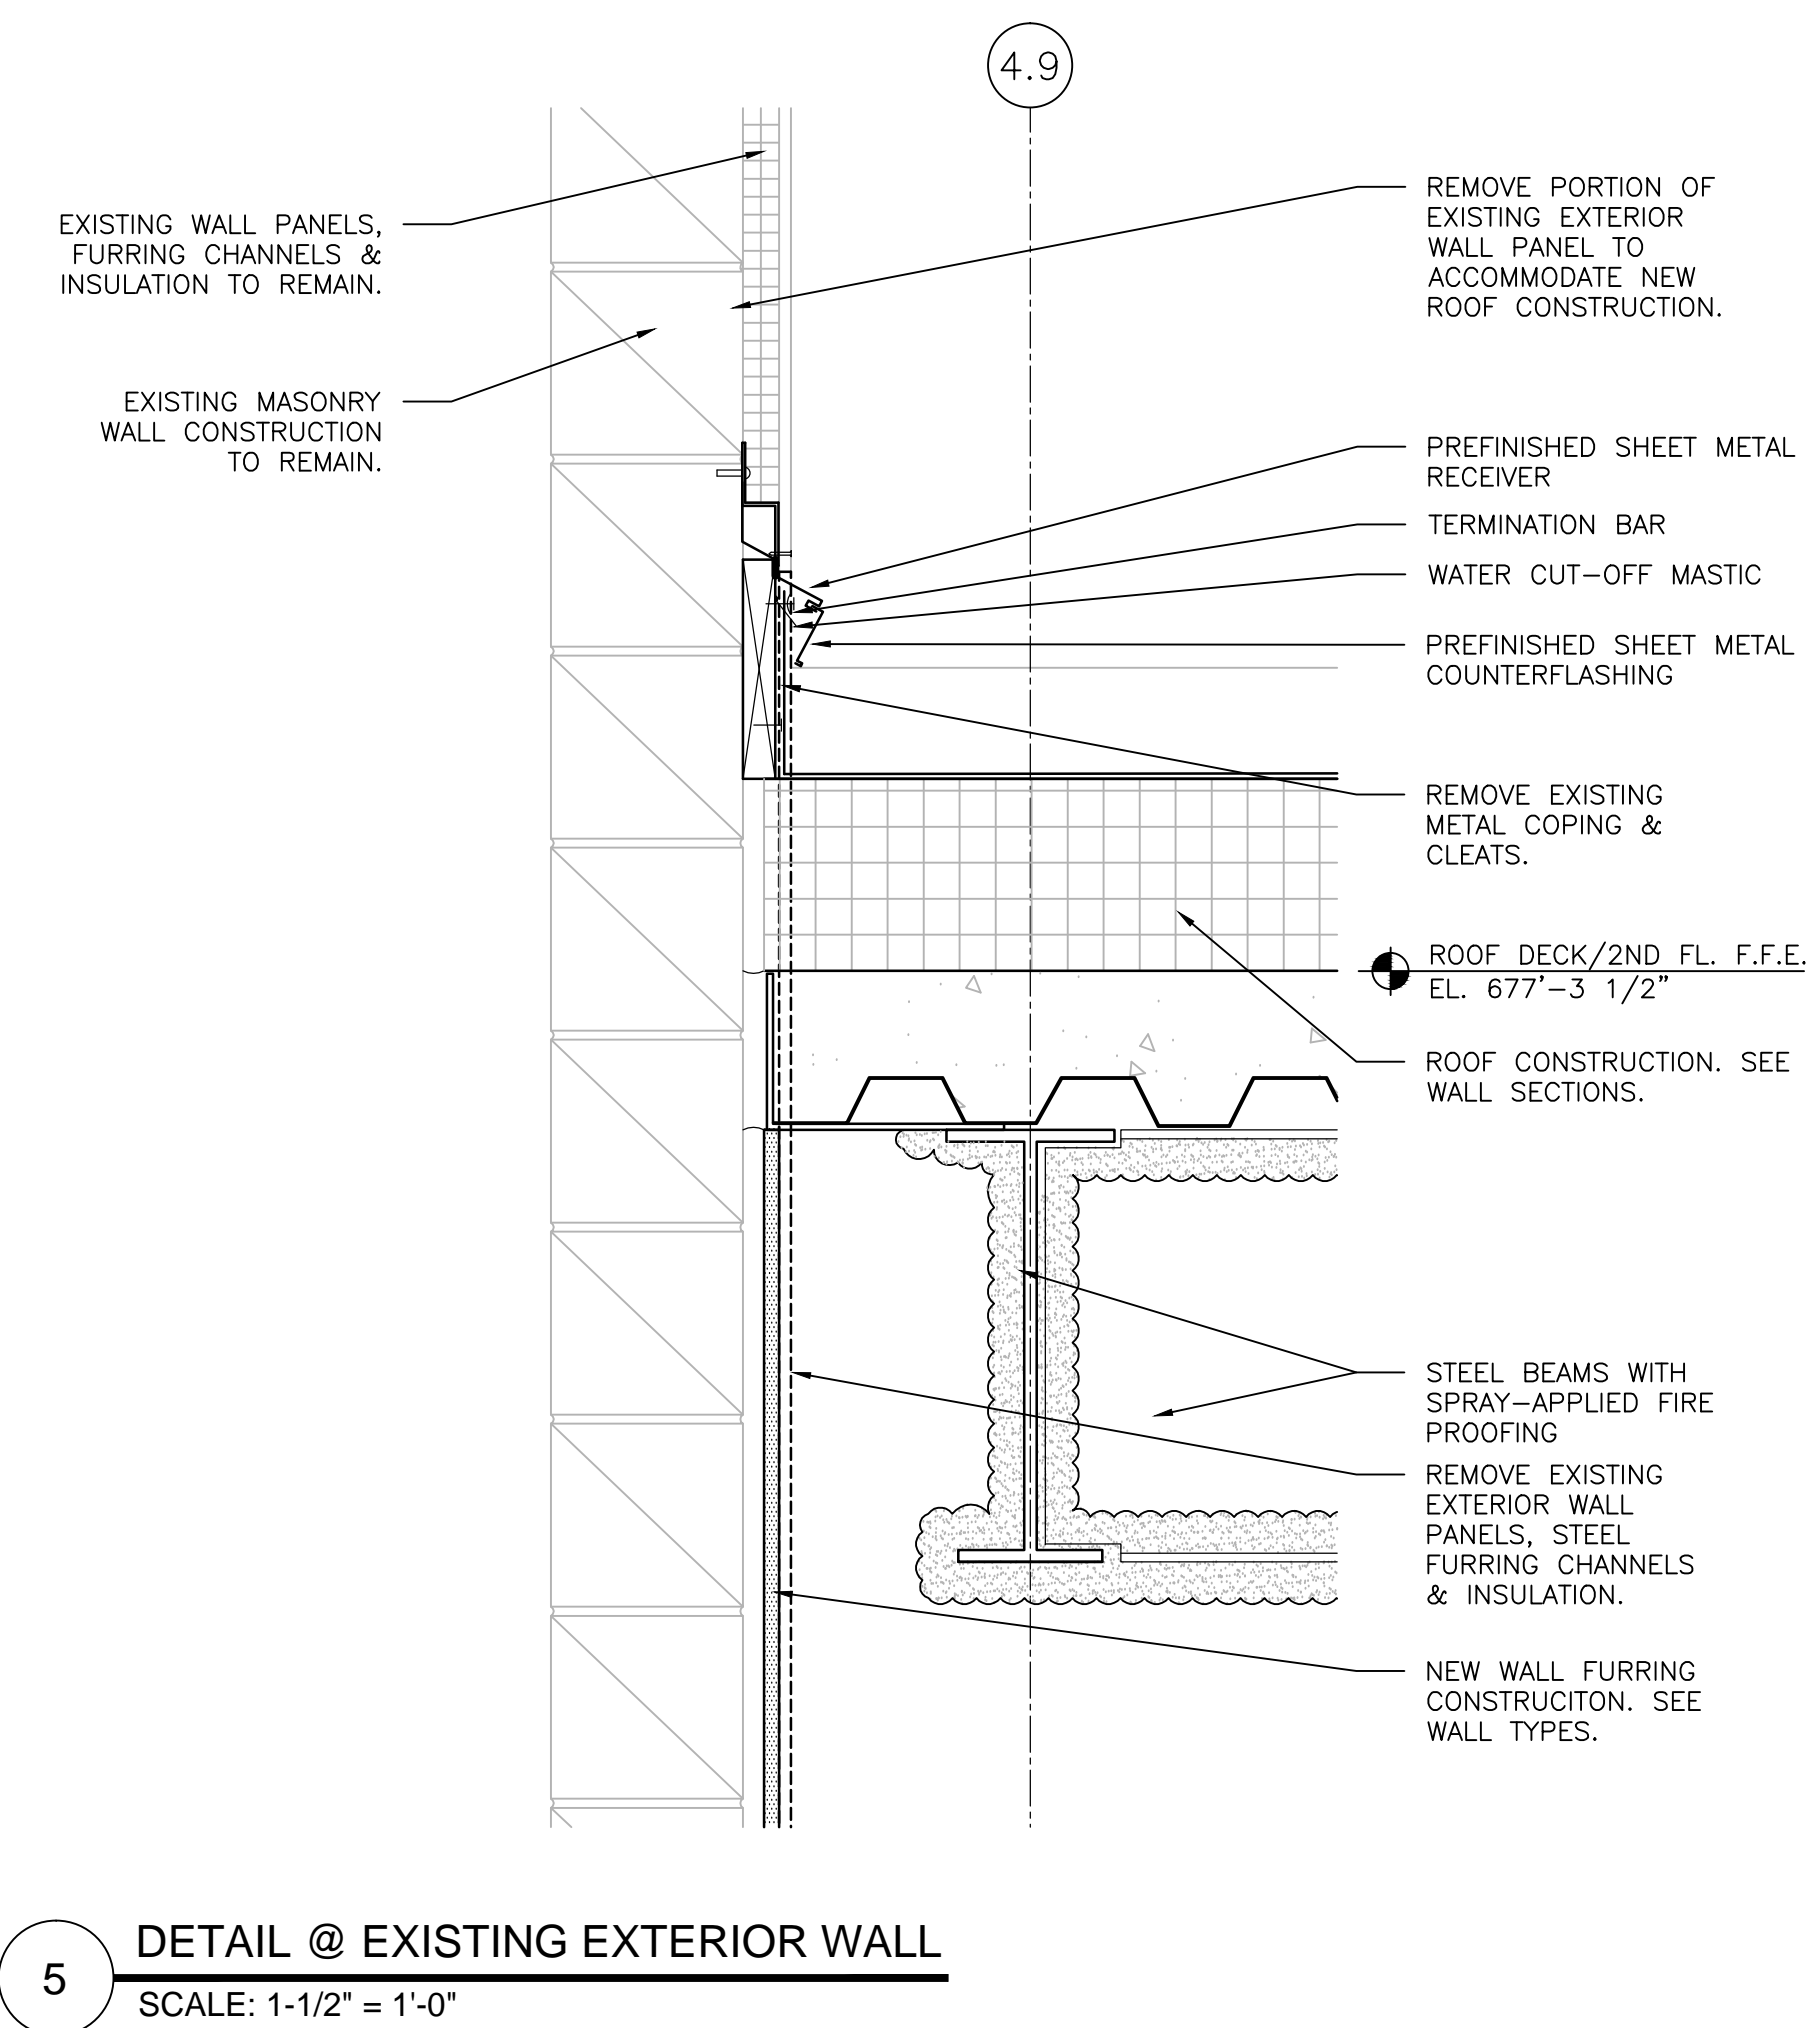 4.9
EXISTING WALL PANELS,
FURRING CHANNELS &
INSULATION TO REMAIN.
EXISTING MASONRY
WALL CONSTRUCTION
TO REMAIN.
REMOVE PORTION OF
EXISTING EXTERIOR
WALL PANEL TO
ACCOMMODATE NEW
ROOF CONSTRUCTION.
PREFINISHED SHEET METAL
RECEIVER
TERMINATION BAR
WATER CUT-OFF MASTIC
PREFINISHED SHEET METAL
COUNTERFLASHING
REMOVE EXISTING
METAL COPING &
CLEATS.
ROOF DECK/2ND FL. F.F.E.
EL. 677'-3 1/2"
ROOF CONSTRUCTION. SEE
WALL SECTIONS.
STEEL BEAMS WITH
SPRAY-APPLIED FIRE
PROOFING
REMOVE EXISTING
EXTERIOR WALL
PANELS, STEEL
FURRING CHANNELS
& INSULATION.
NEW WALL FURRING
CONSTRUCITON. SEE
WALL TYPES.
5
DETAIL @ EXISTING EXTERIOR WALL
SCALE: 1-1/2" = 1'-0"